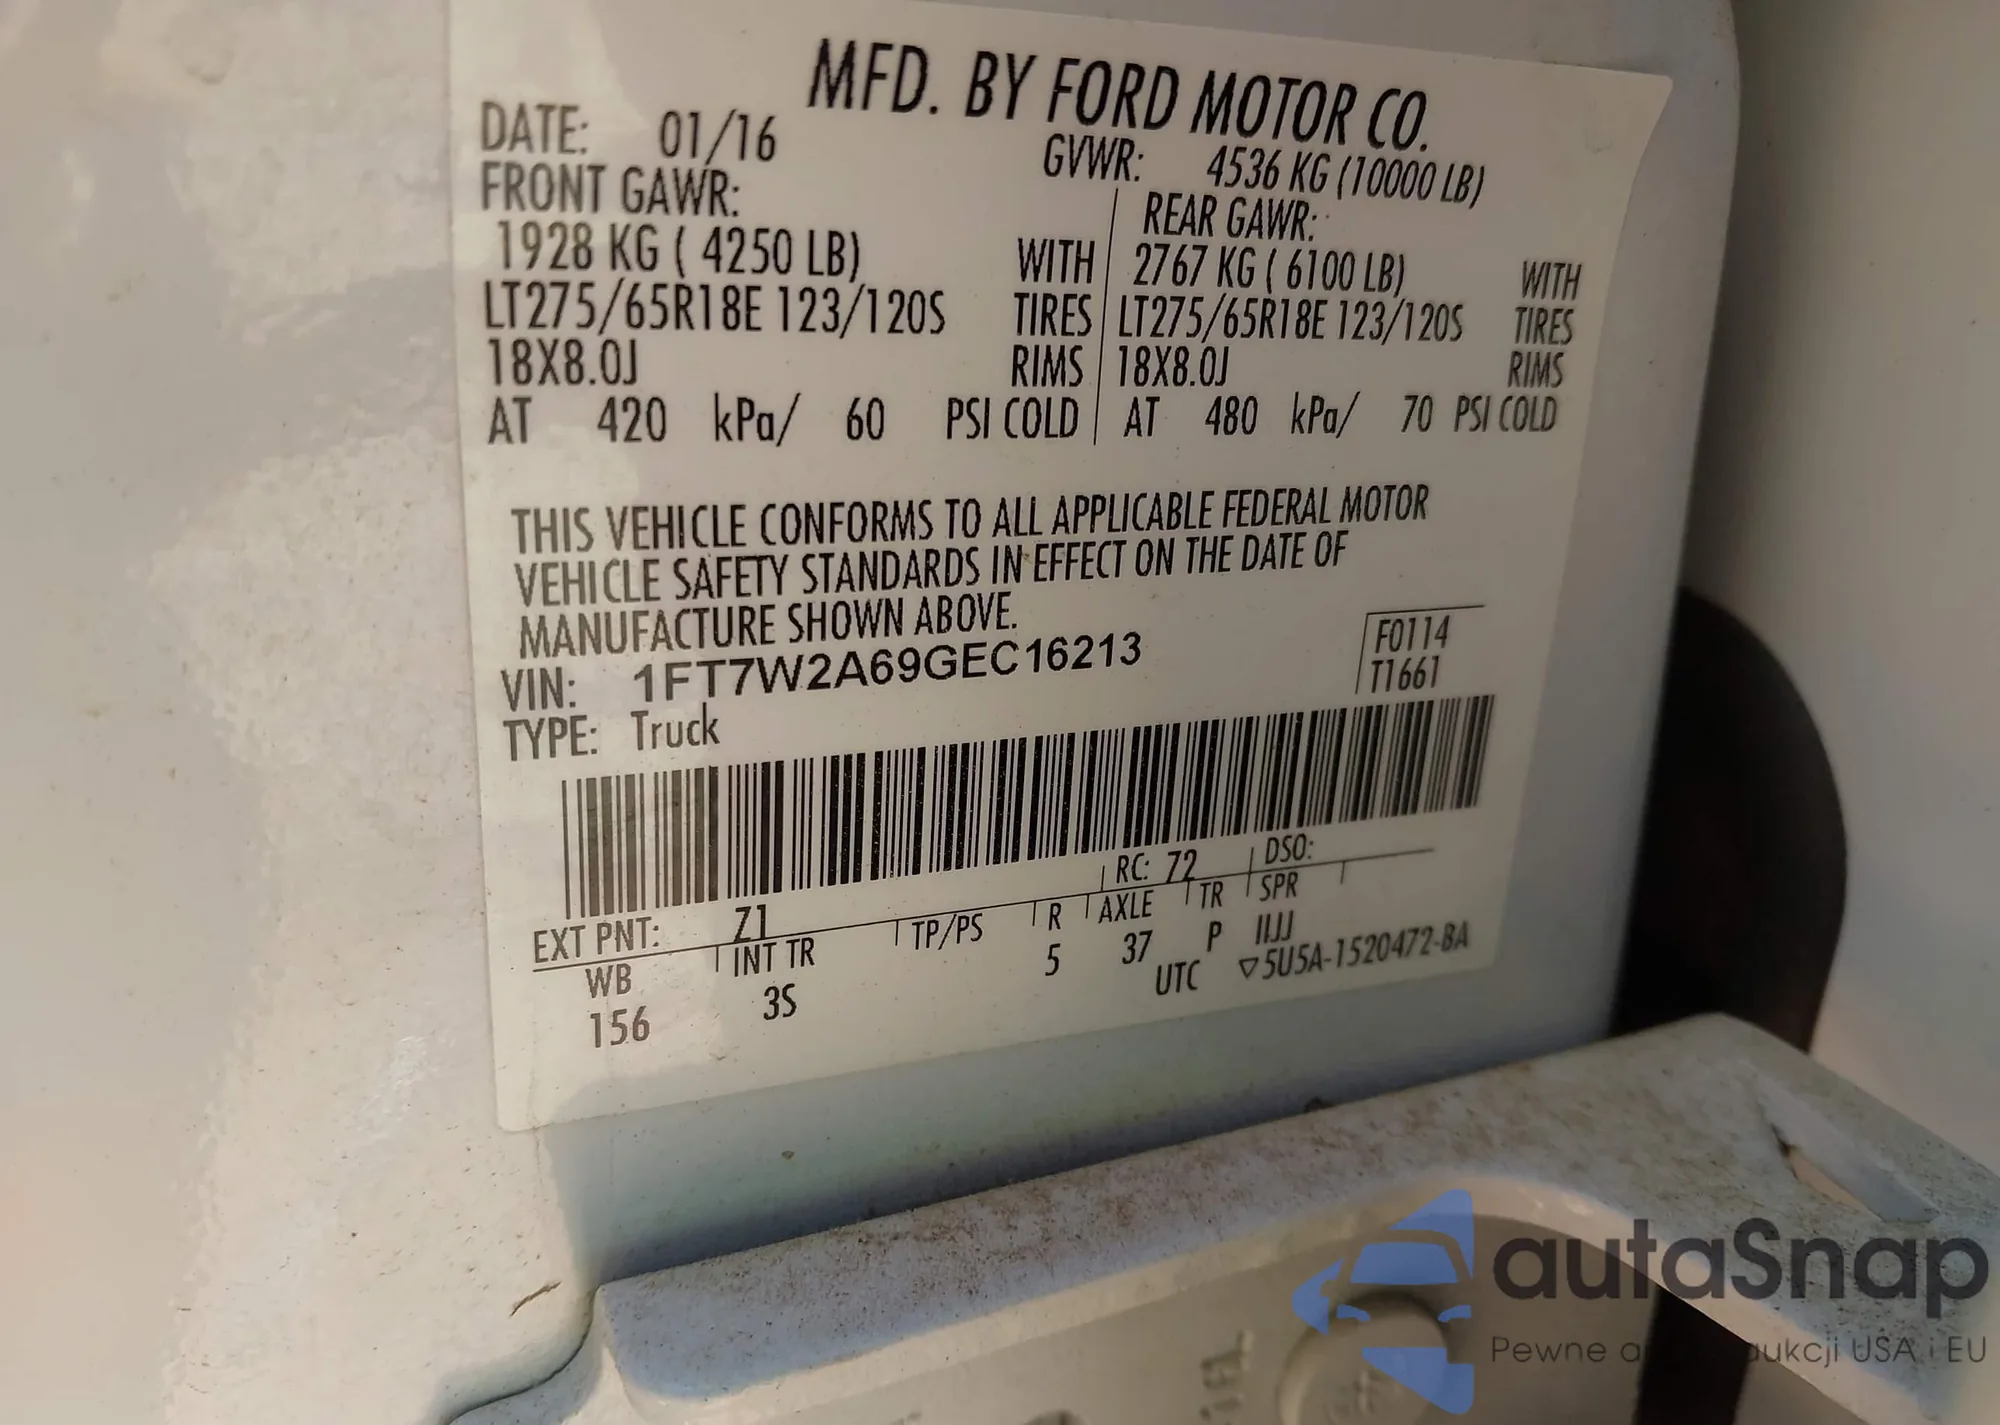 MFD. BY FORD MOTOR CO.
DATE: 01/16
GVWR: 4536 KG (10000 LB)
FRONT GAWR:
1928 KG ( 4250 LB) WITH
LT275/65R18E 123/120S TIRES
18X8.0J RIMS
AT 420 kPa/ 60 PSI COLD
REAR GAWR:
2767 KG ( 6100 LB) WITH
LT275/65R18E 123/120S TIRES
18X8.0J RIMS
AT 480 kPa/ 70 PSI COLD
THIS VEHICLE CONFORMS TO ALL APPLICABLE FEDERAL MOTOR
VEHICLE SAFETY STANDARDS IN EFFECT ON THE DATE OF
MANUFACTURE SHOWN ABOVE.
VIN: 1FT7W2A69GEC16213
F0114
T1661
TYPE: Truck
EXT PNT: Z1 RC: 72 DSO:
WB INT TR TP/PS R AXLE TR SPR
156 3S 5 37 P IIJJ
UTC ▽5U5A-1520472-BA
autaSnap
Pewne aukcji USA i EU